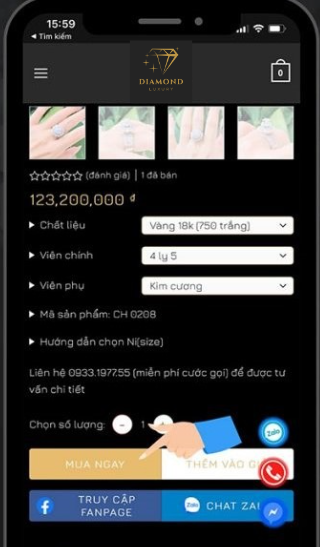 15:59
◀ Tìm kiếm
DIAMOND
LUXURY
0
(đánh giá) | 1 đã bán
123,200,000 đ
▶ Chất liệu Vàng 18k (750 trắng)
▶ Viên chính 4 ly 5
▶ Viên phụ Kim cương
▶ Mã sản phẩm: CH 0208
▶ Hướng dẫn chọn Ni(size)
Liên hệ 0933.1977.55 (miễn phí cước gọi) để được tư
vấn chi tiết
Chọn số lượng: - 1
Zalo
MUA NGAY THÊM VÀO
TRUY CẬP
FANPAGE
Zalo CHAT